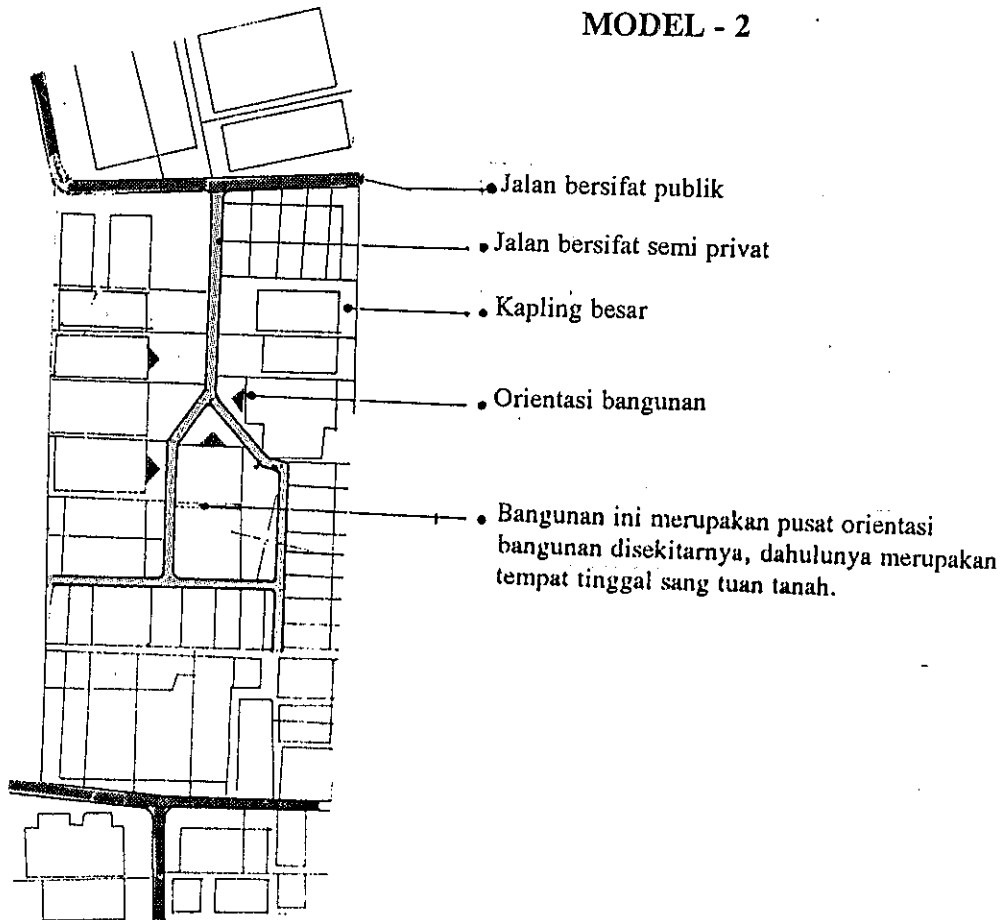 MODEL - 2
Jalan bersifat publik
Jalan bersifat semi privat
Kapling besar
Orientasi bangunan
Bangunan ini merupakan pusat orientasi
bangunan disekitarnya, dahulunya merupakan
tempat tinggal sang tuan tanah.